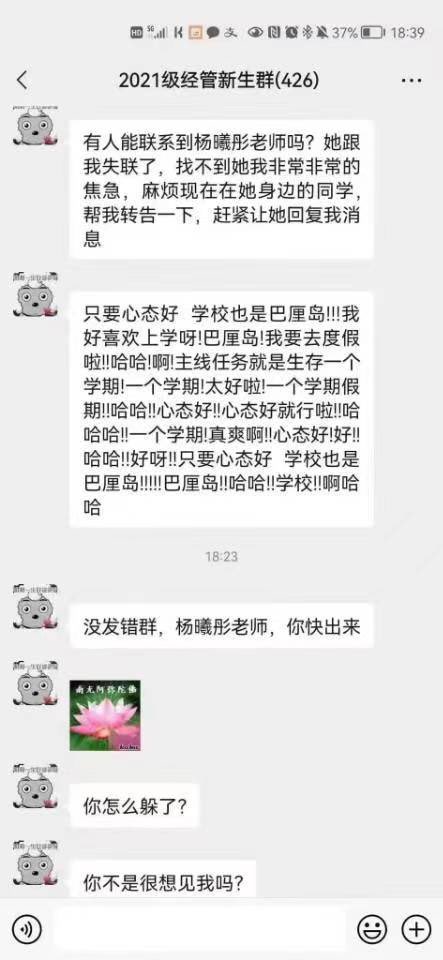 HD 5G 37% 18:39
2021级经管新生群(426)
有人能联系到杨曦彤老师吗？她跟
我失联了，找不到她我非常非常的
焦急，麻烦现在在她身边的同学，
帮我转告一下，赶紧让她回复我消
息
只要心态好 学校也是巴厘岛!!!我
好喜欢上学呀!巴厘岛!我要去度假
啦!!哈哈!啊!主线任务就是生存一个
学期!一个学期!太好啦!一个学期假
期!!哈哈!!心态好!!心态好就行啦!!哈
哈哈!!一个学期!真爽啊!!心态好!好!!
哈哈!!好呀!!只要心态好 学校也是
巴厘岛!!!!!巴厘岛!!哈哈!!学校!!啊哈
哈
18:23
没发错群，杨曦彤老师，你快出来
南无阿弥陀佛
你怎么躲了？
你不是很想见我吗？